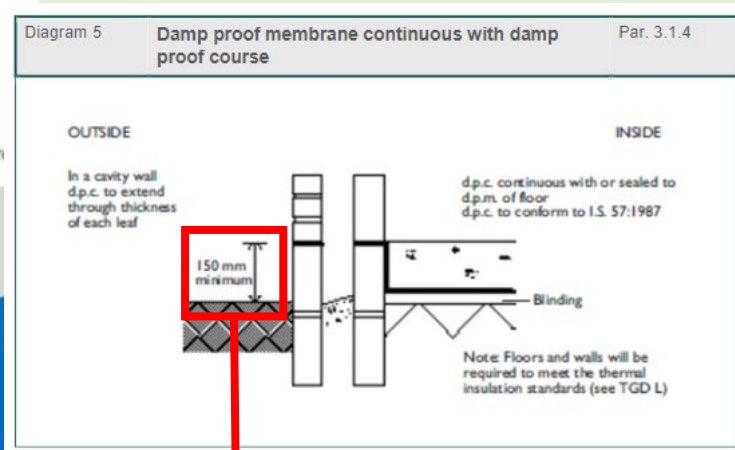 Diagram 5
Damp proof membrane continuous with damp
proof course
Par. 3.1.4
OUTSIDE
INSIDE
In a cavity wall
d.p.c. to extend
through thickness
of each leaf
d.p.c. continuous with or sealed to
d.p.m. of floor
d.p.c. to conform to I.S. 57:1987
150 mm
minimum
Blinding
Note: Floors and walls will be
required to meet the thermal
insulation standards (see TGD L)